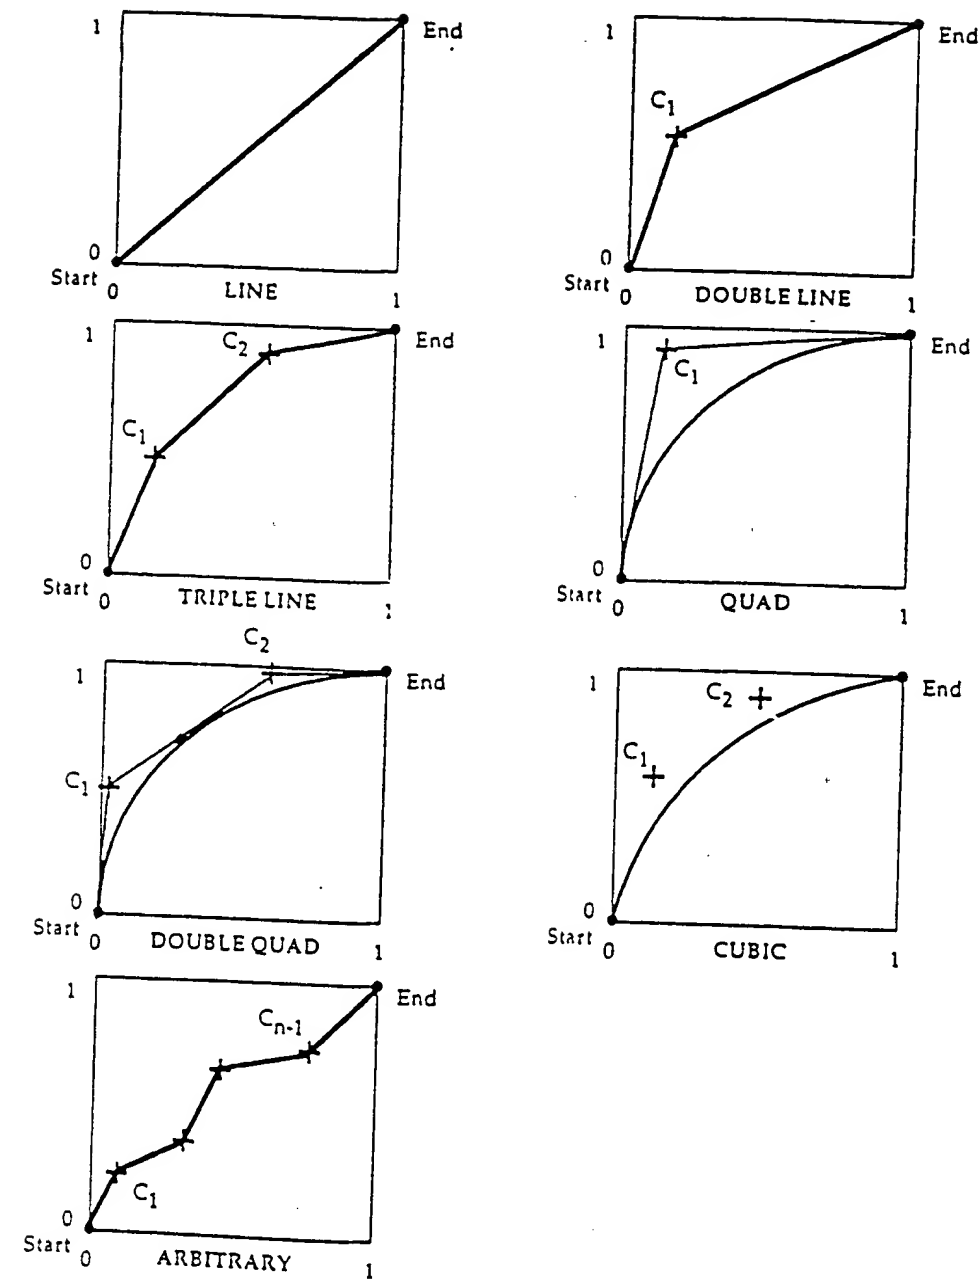 1
End
0
Start
0
LINE
1
1
End
C1
0
Start
0
DOUBLE LINE
1
1
C2
End
C1
0
Start
0
TRIPLE LINE
1
1
End
C1
0
Start
0
QUAD
1
C2
1
End
C1
0
Start
0
DOUBLE QUAD
1
1
C2
End
C1
0
Start
0
CUBIC
1
1
End
Cn-1
C1
0
Start
0
ARBITRARY
1